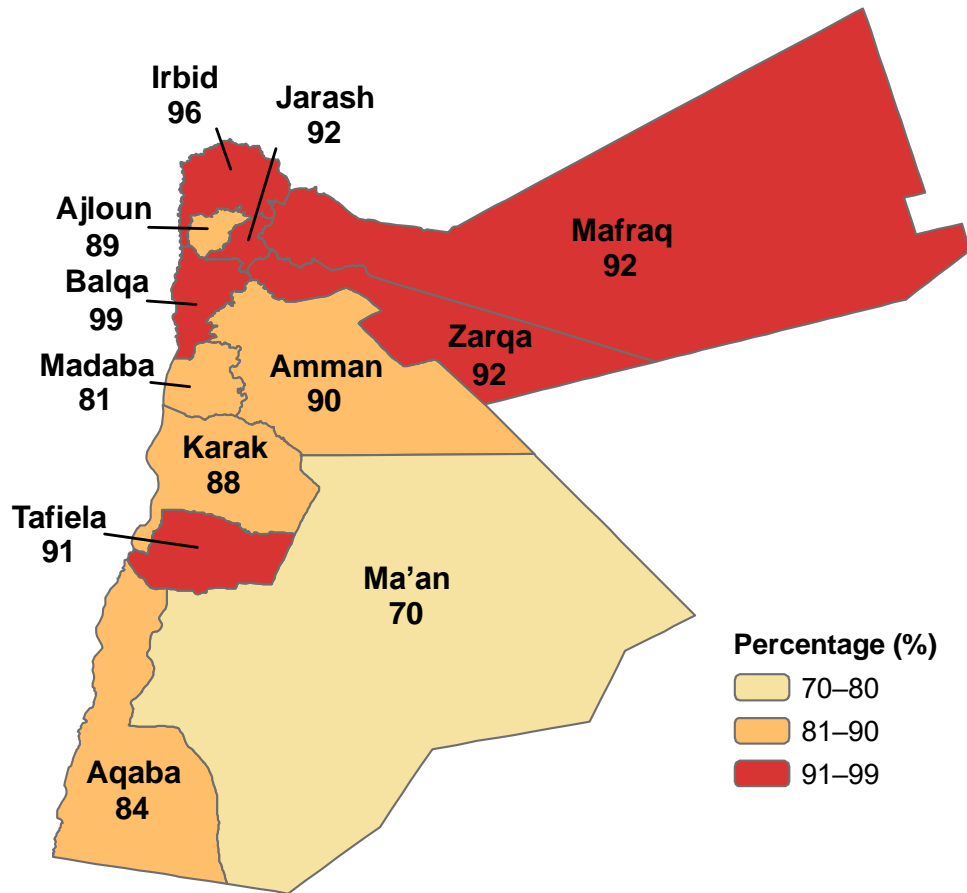 Irbid
96
Jarash
92
Ajloun
89
Mafraq
92
Balqa
99
Zarqa
92
Madaba
81
Amman
90
Karak
88
Tafiela
91
Ma’an
70
Aqaba
84
Percentage (%)
70–80
81–90
91–99